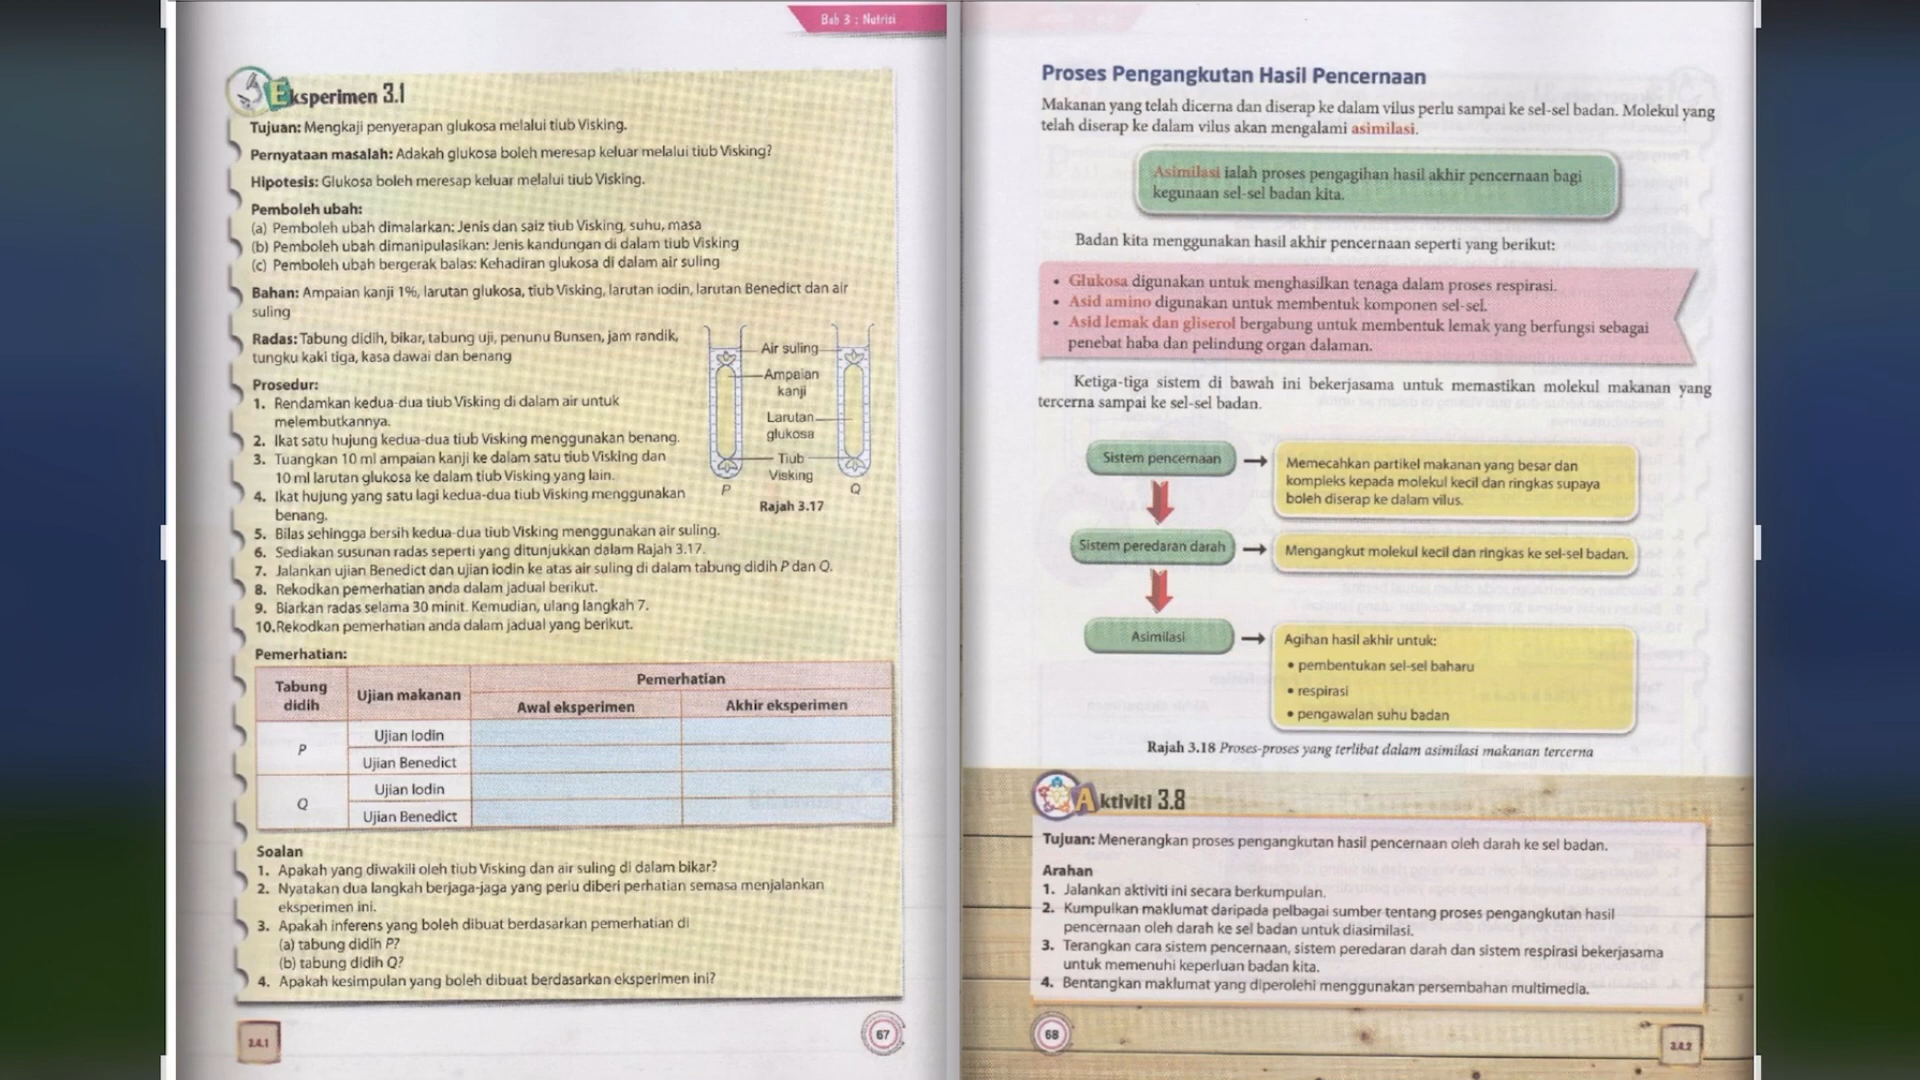 Bab 3 : Nutrisi
Eksperimen 3.1
Tujuan: Mengkaji penyerapan glukosa melalui tiub Visking.
Pernyataan masalah: Adakah glukosa boleh meresap keluar melalui tiub Visking?
Hipotesis: Glukosa boleh meresap keluar melalui tiub Visking.
Pemboleh ubah:
(a) Pemboleh ubah dimalarkan: Jenis dan saiz tiub Visking, suhu, masa
(b) Pemboleh ubah dimanipulasikan: Jenis kandungan di dalam tiub Visking
(c) Pemboleh ubah bergerak balas: Kehadiran glukosa di dalam air suling
Bahan: Ampaian kanji 1%, larutan glukosa, tiub Visking, larutan iodin, larutan Benedict dan air
suling
Radas: Tabung didih, bikar, tabung uji, penunu Bunsen, jam randik,
tungku kaki tiga, kasa dawai dan benang
Prosedur:
1. Rendamkan kedua-dua tiub Visking di dalam air untuk
melembutkannya.
2. Ikat satu hujung kedua-dua tiub Visking menggunakan benang.
3. Tuangkan 10 ml ampaian kanji ke dalam satu tiub Visking dan
10 ml larutan glukosa ke dalam tiub Visking yang lain.
4. Ikat hujung yang satu lagi kedua-dua tiub Visking menggunakan
benang.
5. Bilas sehingga bersih kedua-dua tiub Visking menggunakan air suling.
6. Sediakan susunan radas seperti yang ditunjukkan dalam Rajah 3.17.
7. Jalankan ujian Benedict dan ujian iodin ke atas air suling di dalam tabung didih P dan Q.
8. Rekodkan pemerhatian anda dalam jadual berikut.
9. Biarkan radas selama 30 minit. Kemudian, ulang langkah 7.
10.Rekodkan pemerhatian anda dalam jadual yang berikut.
Air suling
Ampaian
kanji
Larutan
glukosa
Tiub
Visking
P
Q
Rajah 3.17
Pemerhatian:
Tabung
didih
Ujian makanan
Pemerhatian
Awal eksperimen
Akhir eksperimen
P
Ujian Iodin
Ujian Benedict
Q
Ujian Iodin
Ujian Benedict
Soalan
1. Apakah yang diwakili oleh tiub Visking dan air suling di dalam bikar?
2. Nyatakan dua langkah berjaga-jaga yang perlu diberi perhatian semasa menjalankan
eksperimen ini.
3. Apakah inferens yang boleh dibuat berdasarkan pemerhatian di
(a) tabung didih P?
(b) tabung didih Q?
4. Apakah kesimpulan yang boleh dibuat berdasarkan eksperimen ini?
3.4.1
67
Proses Pengangkutan Hasil Pencernaan
Makanan yang telah dicerna dan diserap ke dalam vilus perlu sampai ke sel-sel badan. Molekul yang
telah diserap ke dalam vilus akan mengalami asimilasi.
Asimilasi ialah proses pengagihan hasil akhir pencernaan bagi
kegunaan sel-sel badan kita.
Badan kita menggunakan hasil akhir pencernaan seperti yang berikut:
• Glukosa digunakan untuk menghasilkan tenaga dalam proses respirasi.
• Asid amino digunakan untuk membentuk komponen sel-sel.
• Asid lemak dan gliserol bergabung untuk membentuk lemak yang berfungsi sebagai
penebat haba dan pelindung organ dalaman.
Ketiga-tiga sistem di bawah ini bekerjasama untuk memastikan molekul makanan yang
tercerna sampai ke sel-sel badan.
Sistem pencernaan
Memecahkan partikel makanan yang besar dan
kompleks kepada molekul kecil dan ringkas supaya
boleh diserap ke dalam vilus.
Sistem peredaran darah
Mengangkut molekul kecil dan ringkas ke sel-sel badan.
Asimilasi
Agihan hasil akhir untuk:
• pembentukan sel-sel baharu
• respirasi
• pengawalan suhu badan
Rajah 3.18 Proses-proses yang terlibat dalam asimilasi makanan tercerna
Aktiviti 3.8
Tujuan: Menerangkan proses pengangkutan hasil pencernaan oleh darah ke sel badan.
Arahan
1. Jalankan aktiviti ini secara berkumpulan.
2. Kumpulkan maklumat daripada pelbagai sumber tentang proses pengangkutan hasil
pencernaan oleh darah ke sel badan untuk diasimilasi.
3. Terangkan cara sistem pencernaan, sistem peredaran darah dan sistem respirasi bekerjasama
untuk memenuhi keperluan badan kita.
4. Bentangkan maklumat yang diperolehi menggunakan persembahan multimedia.
68
3.4.2